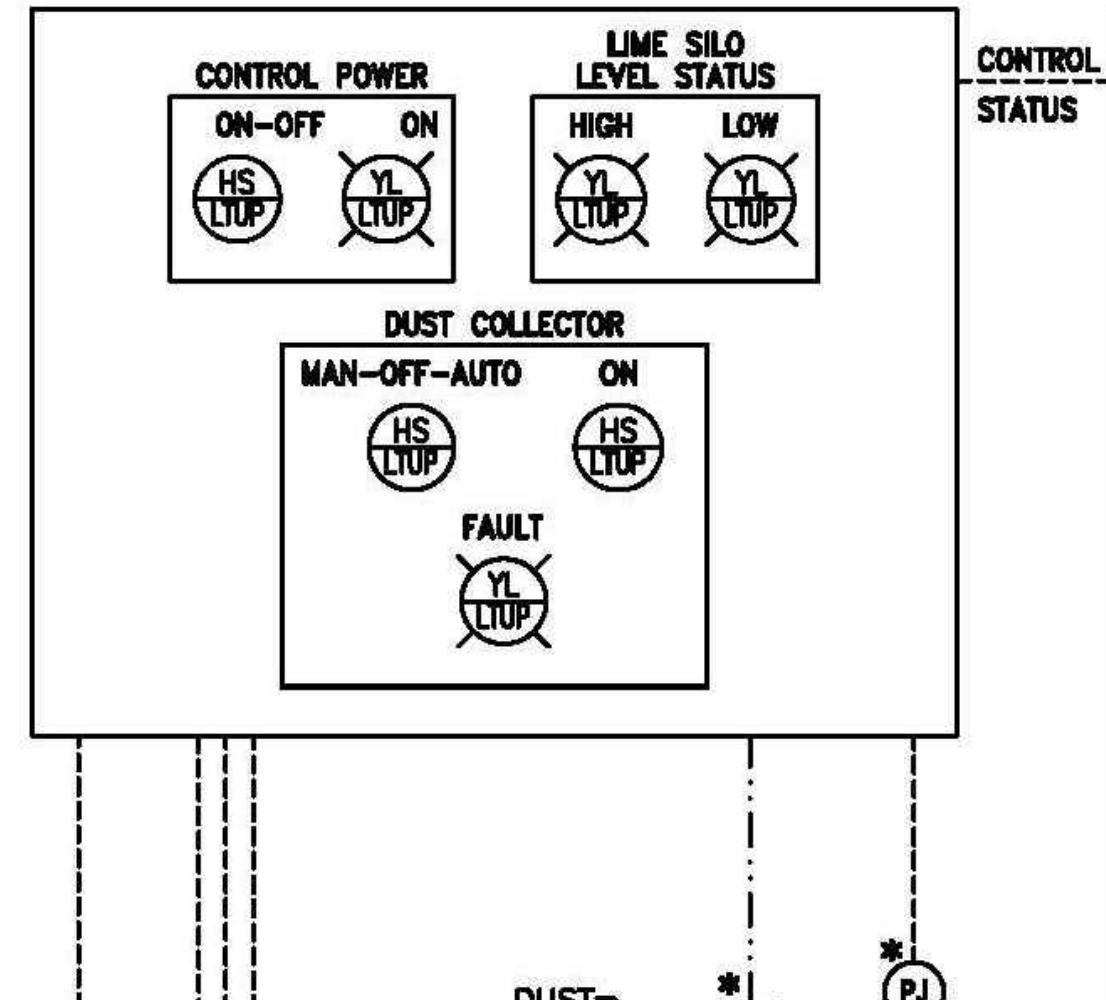 LIME SILO
CONTROL POWER LEVEL STATUS
CONTROL
STATUS
ON-OFF ON HIGH LOW
HS YL YL YL
LTUP LTUP LTUP LTUP
DUST COLLECTOR
MAN-OFF-AUTO ON
HS HS
LTUP LTUP
FAULT
YL
LTUP
*
*
PJ
DUST